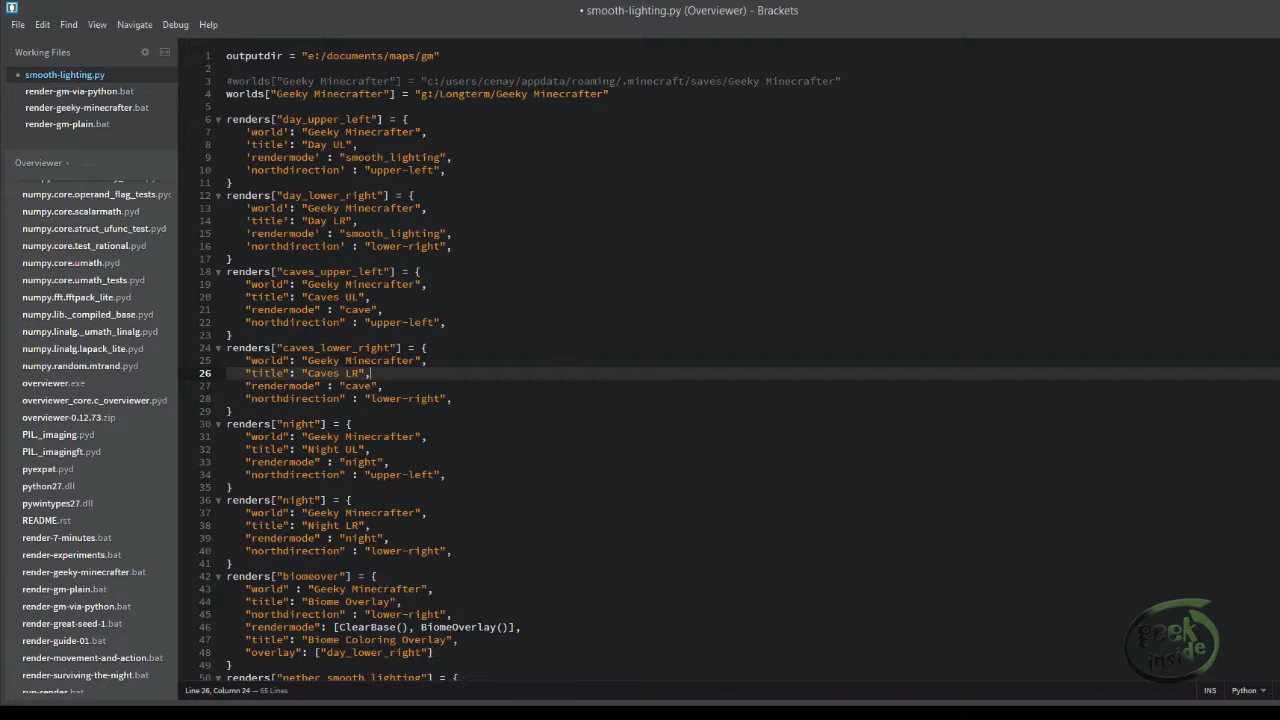 • smooth-lighting.py (Overviewer) - Brackets
File Edit Find View Navigate Debug Help
Working Files
smooth-lighting.py
render-gm-via-python.bat
render-geeky-minecrafter.bat
render-gm-plain.bat
Overviewer
numpy.core.operand_flag_tests.pyd
numpy.core.scalarmath.pyd
numpy.core.struct_ufunc_test.pyd
numpy.core.test_rational.pyd
numpy.core.umath.pyd
numpy.core.umath_tests.pyd
numpy.fft.fftpack_lite.pyd
numpy.lib._compiled_base.pyd
numpy.linalg._umath_linalg.pyd
numpy.linalg.lapack_lite.pyd
numpy.random.mtrand.pyd
overviewer.exe
overviewer_core.c_overviewer.pyd
overviewer-0.12.73.zip
PIL._imaging.pyd
PIL._imagingft.pyd
pyexpat.pyd
python27.dll
pywintypes27.dll
README.rst
render-7-minutes.bat
render-experiments.bat
render-geeky-minecrafter.bat
render-gm-plain.bat
render-gm-via-python.bat
render-great-seed-1.bat
render-guide-01.bat
render-movement-and-action.bat
render-surviving-the-night.bat
run-render.bat
1 outputdir = "e:/documents/maps/gm"
2
3 #worlds["Geeky Minecrafter"] = "c:/users/cenay/appdata/roaming/.minecraft/saves/Geeky Minecrafter"
4 worlds["Geeky Minecrafter"] = "g:/Longterm/Geeky Minecrafter"
5
6 renders["day_upper_left"] = {
7 'world': "Geeky Minecrafter",
8 'title': "Day UL",
9 'rendermode' : "smooth_lighting",
10 'northdirection' : "upper-left",
11 }
12 renders["day_lower_right"] = {
13 'world': "Geeky Minecrafter",
14 'title': "Day LR",
15 'rendermode' : "smooth_lighting",
16 'northdirection' : "lower-right",
17 }
18 renders["caves_upper_left"] = {
19 "world": "Geeky Minecrafter",
20 "title": "Caves UL",
21 "rendermode" : "cave",
22 "northdirection" : "upper-left",
23 }
24 renders["caves_lower_right"] = {
25 "world": "Geeky Minecrafter",
26 "title": "Caves LR",
27 "rendermode" : "cave",
28 "northdirection" : "lower-right",
29 }
30 renders["night"] = {
31 "world": "Geeky Minecrafter",
32 "title": "Night UL",
33 "rendermode" : "night",
34 "northdirection" : "upper-left",
35 }
36 renders["night"] = {
37 "world": "Geeky Minecrafter",
38 "title": "Night LR",
39 "rendermode" : "night",
40 "northdirection" : "lower-right",
41 }
42 renders["biomeover"] = {
43 "world" : "Geeky Minecrafter",
44 "title": "Biome Overlay",
45 "northdirection" : "lower-right",
46 "rendermode": [ClearBase(), BiomeOverlay()],
47 "title": "Biome Coloring Overlay",
48 "overlay": ["day_lower_right"]
49 }
50 renders["nether_smooth_lighting"] = {
geek
inside
Line 26, Column 24 — 65 Lines
INS Python